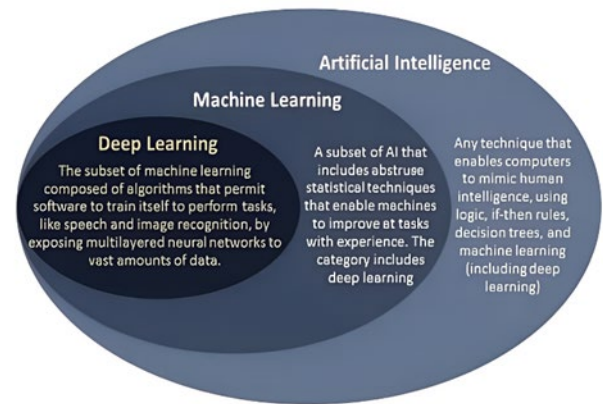 Artificial Intelligence
Machine Learning
Deep Learning
The subset of machine learning
composed of algorithms that permit
software to train itself to perform tasks,
like speech and image recognition, by
exposing multilayered neural networks to
vast amounts of data.
A subset of AI that
includes abstruse
statistical techniques
that enable machines
to improve at tasks
with experience. The
category includes
deep learning
Any technique that
enables computers
to mimic human
intelligence, using
logic, if-then rules,
decision trees, and
machine learning
(including deep
learning)